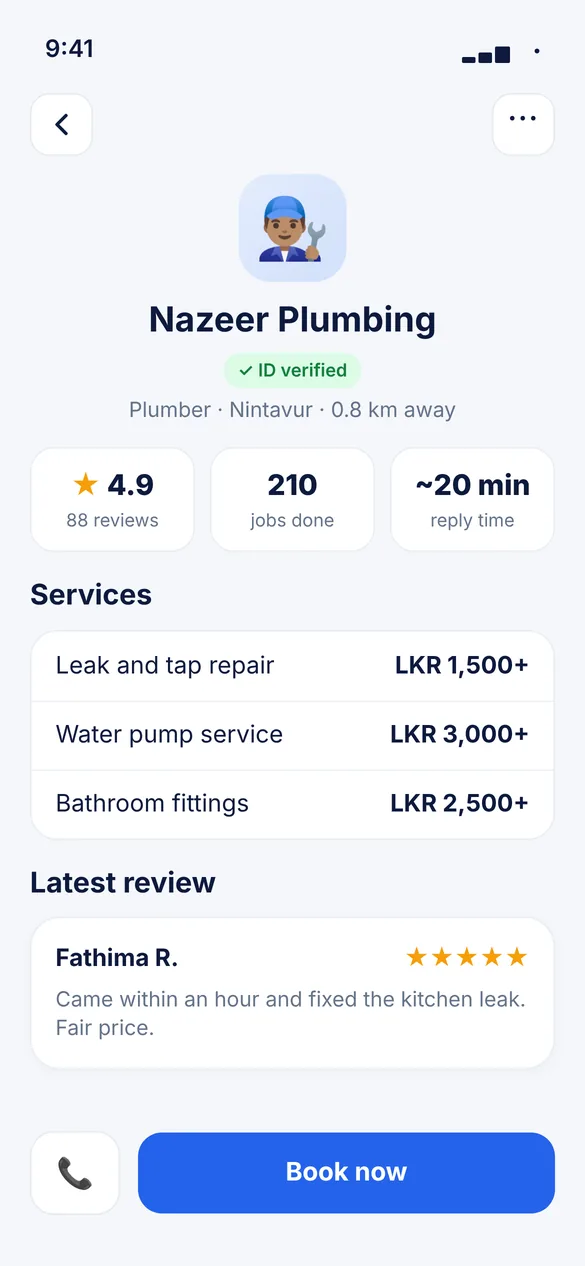 9:41
Nazeer Plumbing
✓ ID verified
Plumber · Nintavur · 0.8 km away
★ 4.9
88 reviews
210
jobs done
~20 min
reply time
Services
Leak and tap repair LKR 1,500+
Water pump service LKR 3,000+
Bathroom fittings LKR 2,500+
Latest review
Fathima R. ★★★★★
Came within an hour and fixed the kitchen leak.
Fair price.
Book now